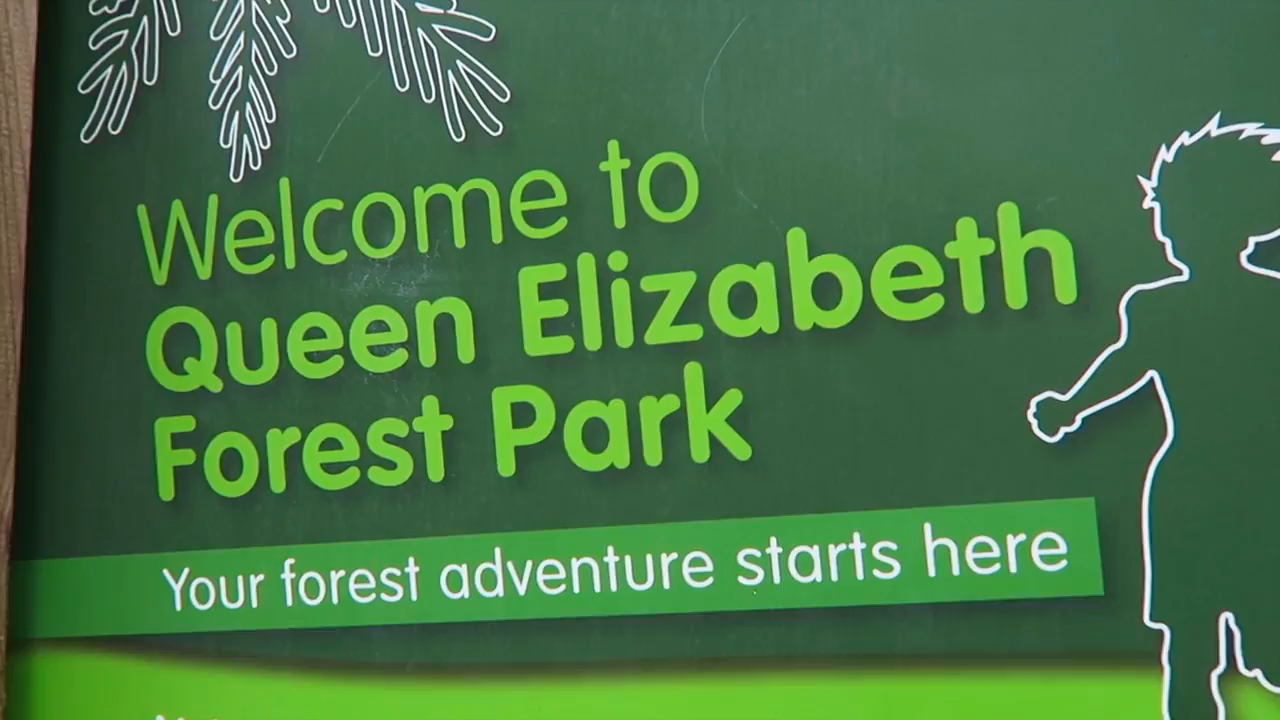 Welcome to
Queen Elizabeth
Forest Park
Your forest adventure starts here